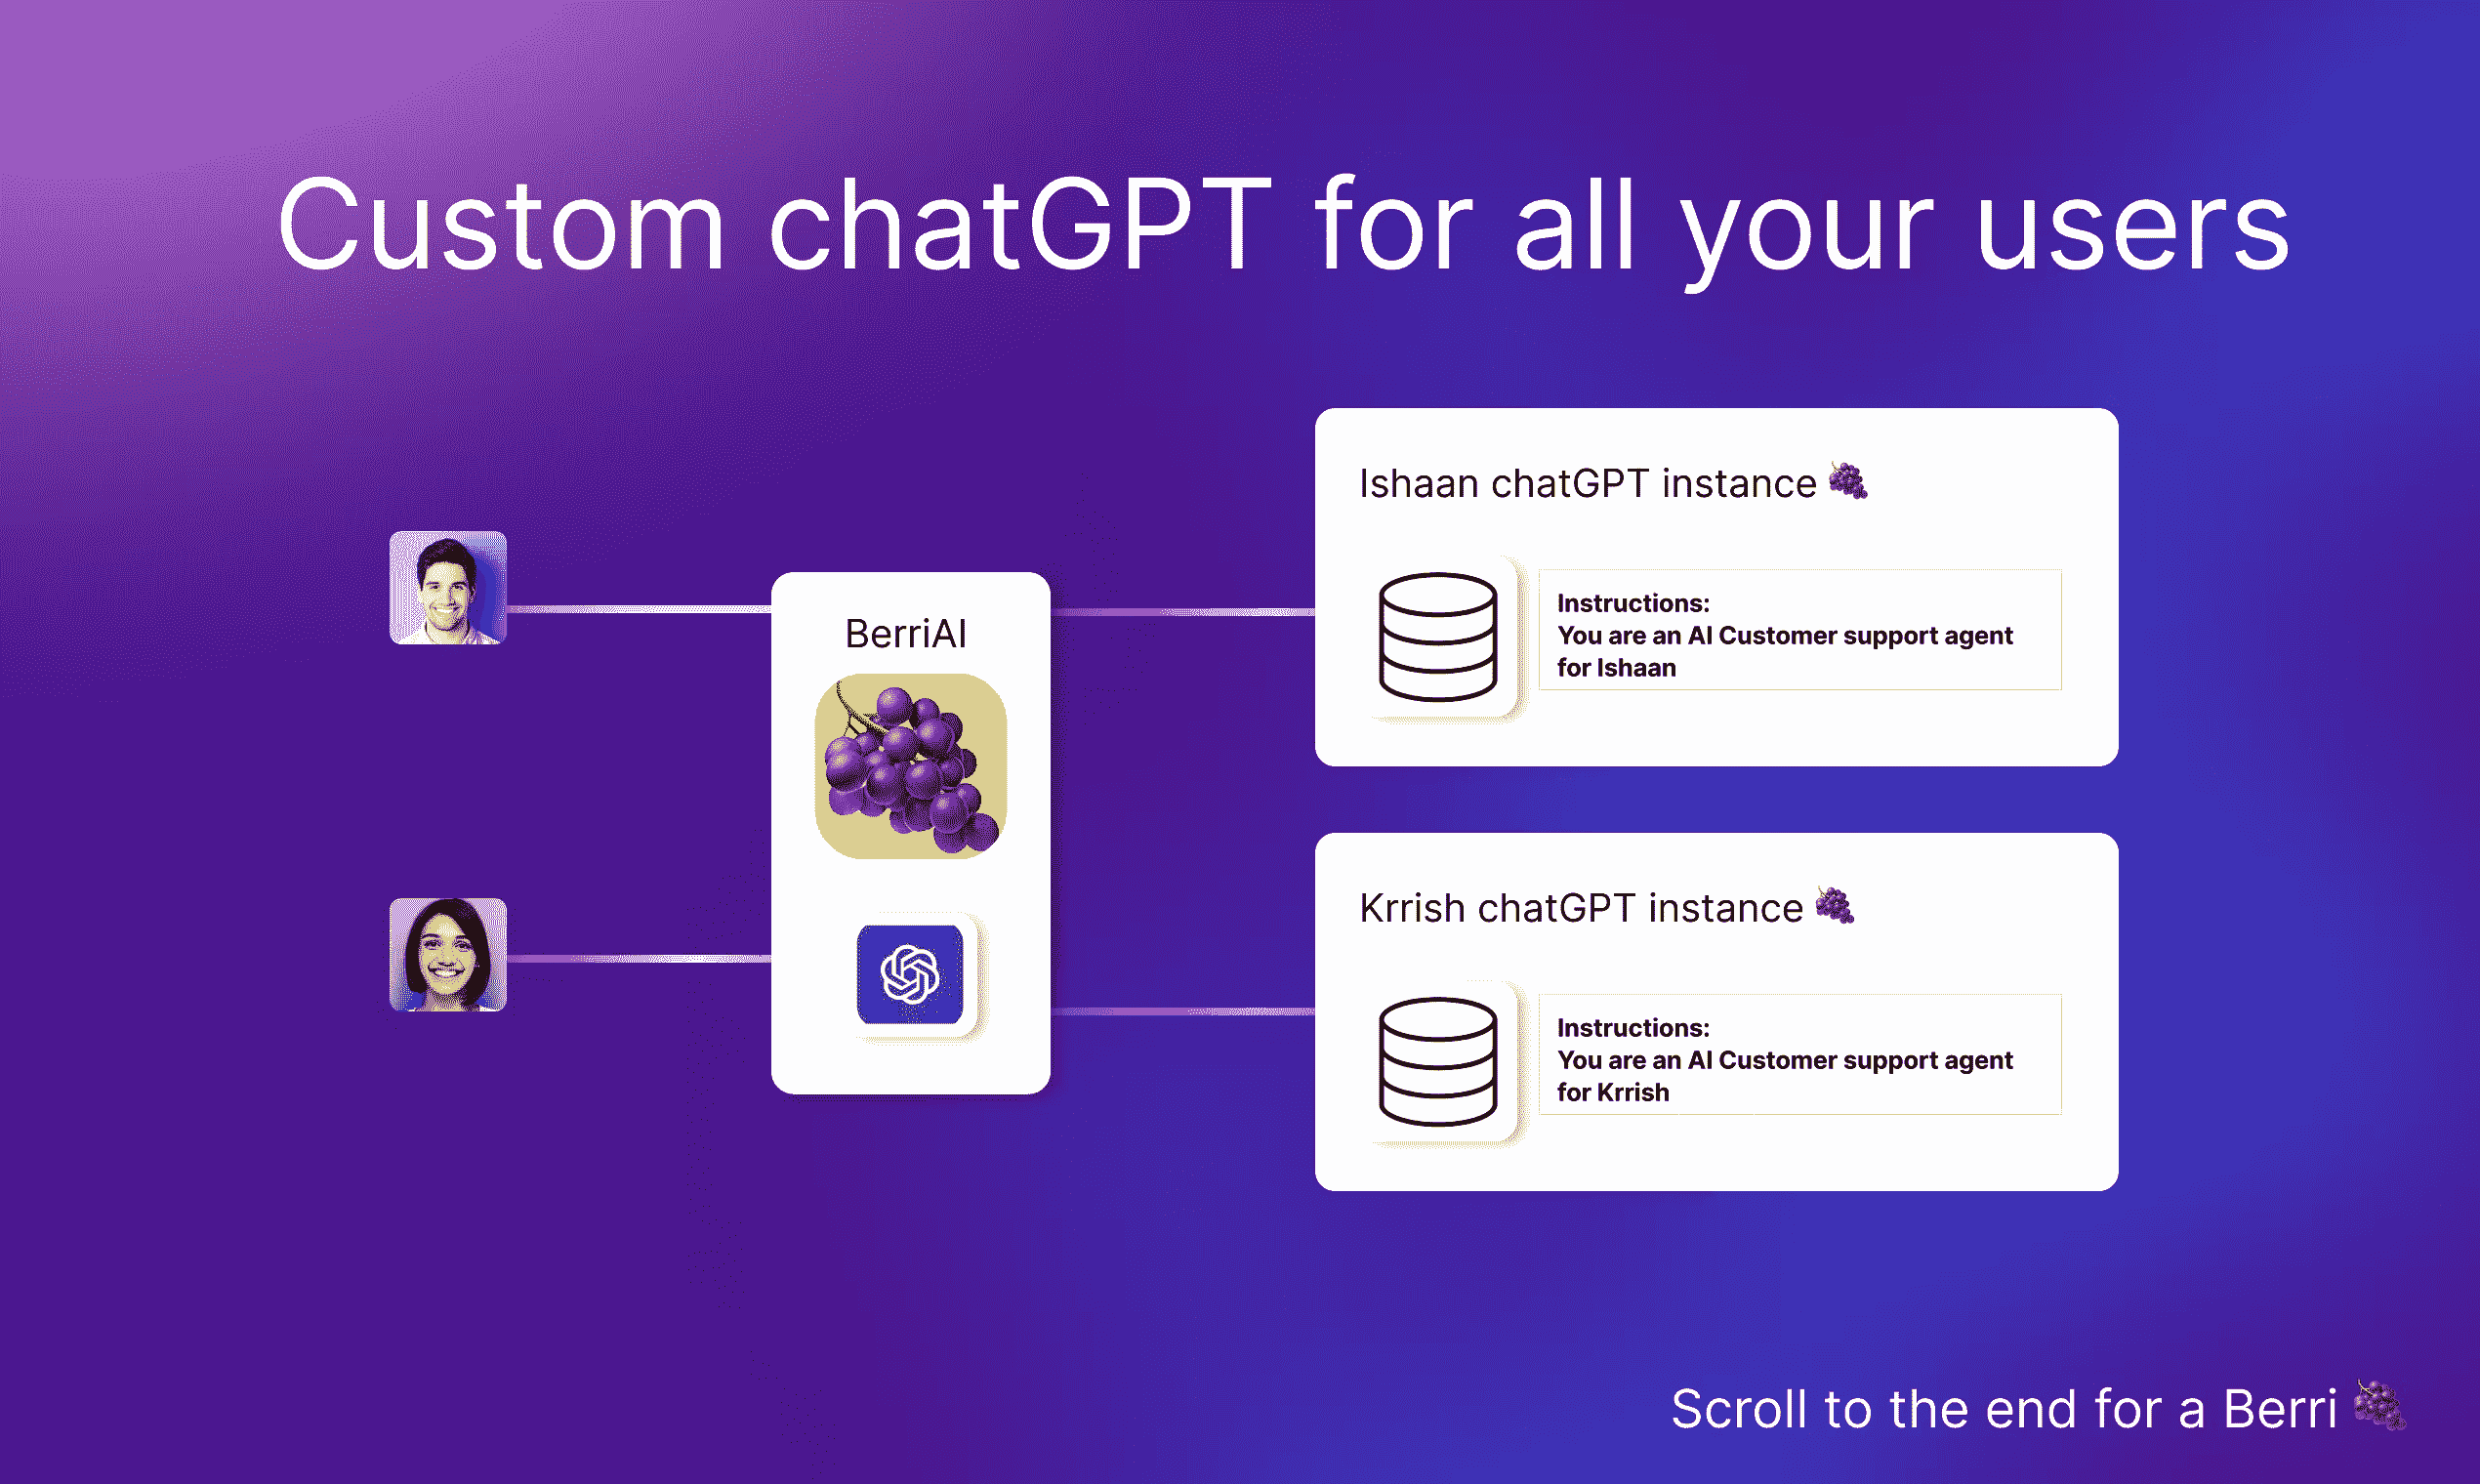 Custom chatGPT for all your users
BerriAI
Ishaan chatGPT instance 🍇
Instructions:
You are an AI Customer support agent
for Ishaan
Krrish chatGPT instance 🍇
Instructions:
You are an AI Customer support agent
for Krrish
Scroll to the end for a Berri 🍇